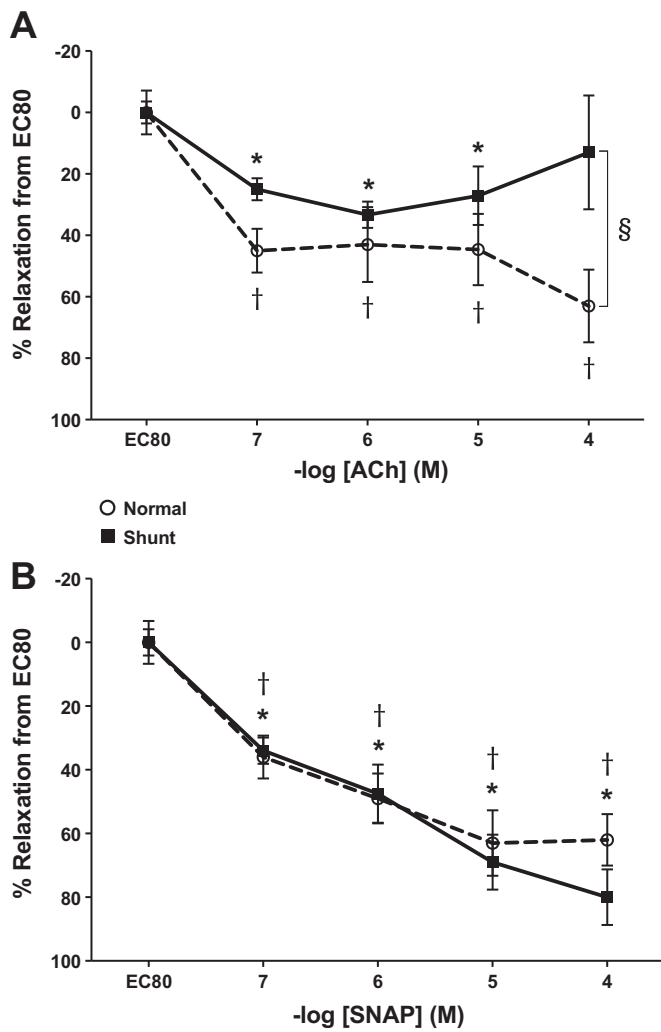 A
% Relaxation from EC80
-20
0
20
40
60
80
100
* * *
† † † †
§
EC80 7 6 5 4
-log [ACh] (M)
Normal
Shunt
B
% Relaxation from EC80
-20
0
20
40
60
80
100
† † † †
* * * *
EC80 7 6 5 4
-log [SNAP] (M)